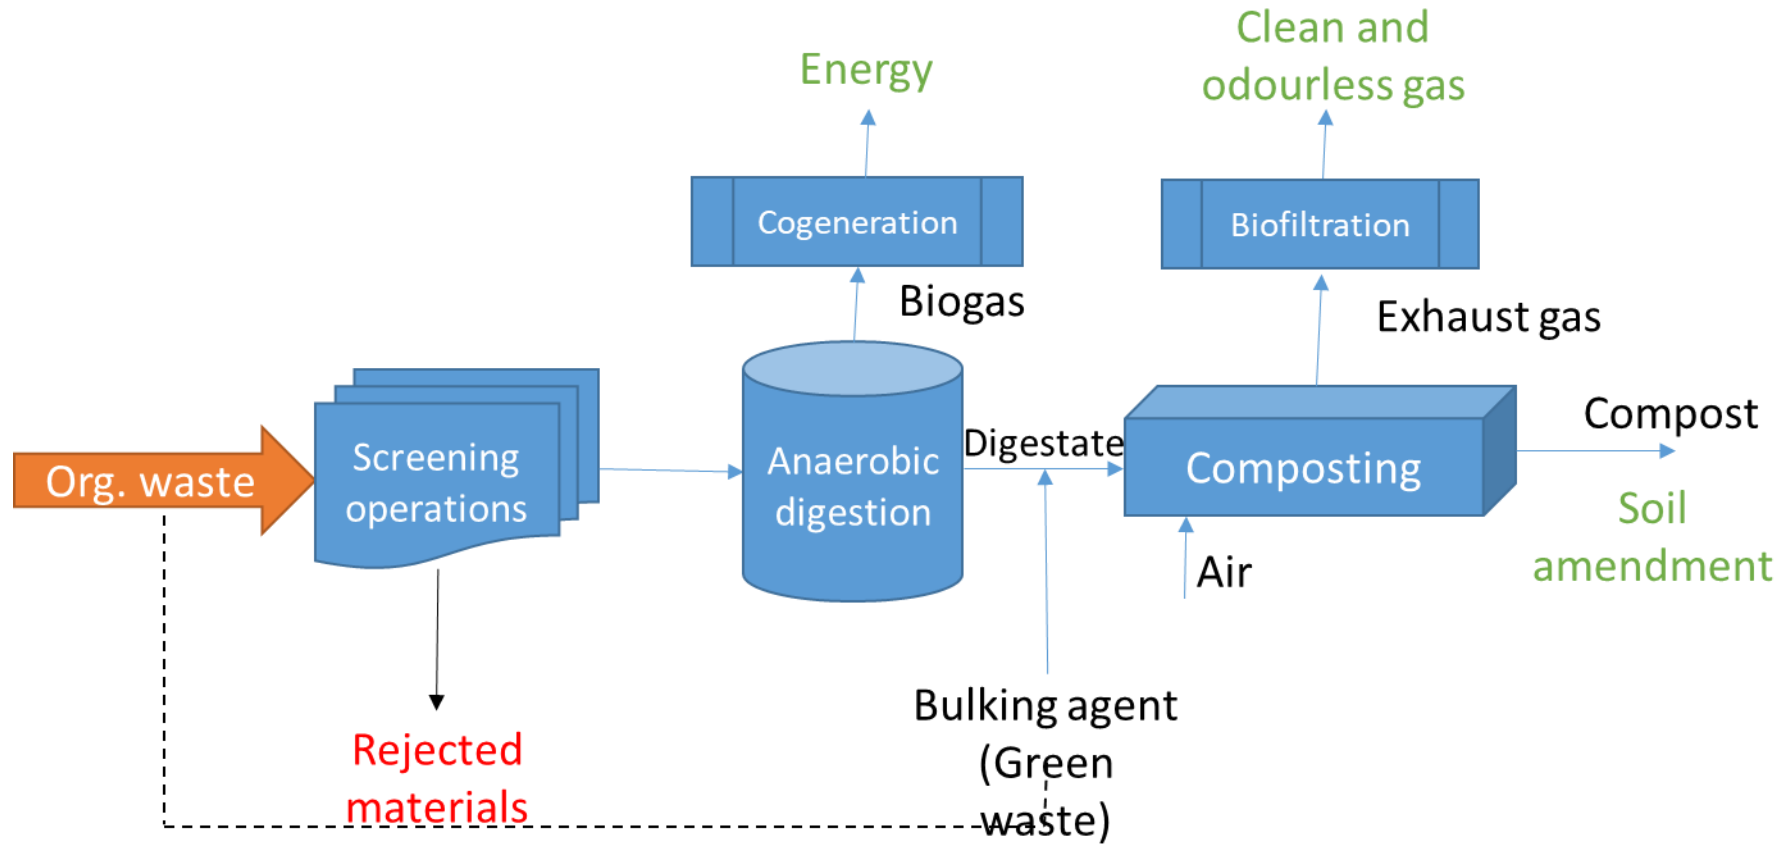 Clean and
odourless gas
Energy
Cogeneration
Biofiltration
Biogas
Exhaust gas
Org. waste
Screening
operations
Anaerobic
digestion
Digestate
Composting
Compost
Soil
amendment
Air
Rejected
materials
Bulking agent
(Green
waste)